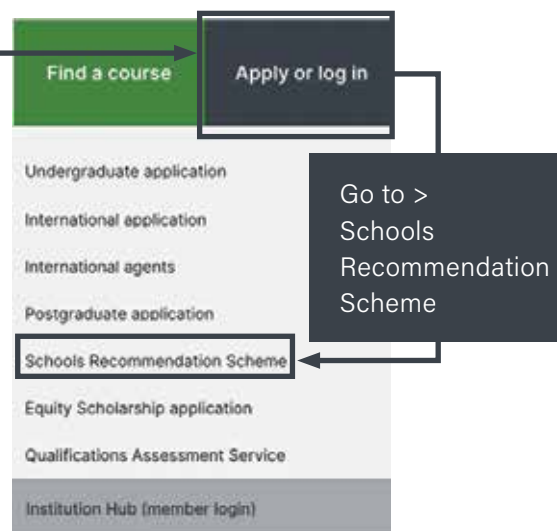 Find a course
Apply or log in
Undergraduate application
International application
International agents
Postgraduate application
Schools Recommendation Scheme
Equity Scholarship application
Qualifications Assessment Service
Institution Hub (member login)
Go to >
Schools
Recommendation
Scheme